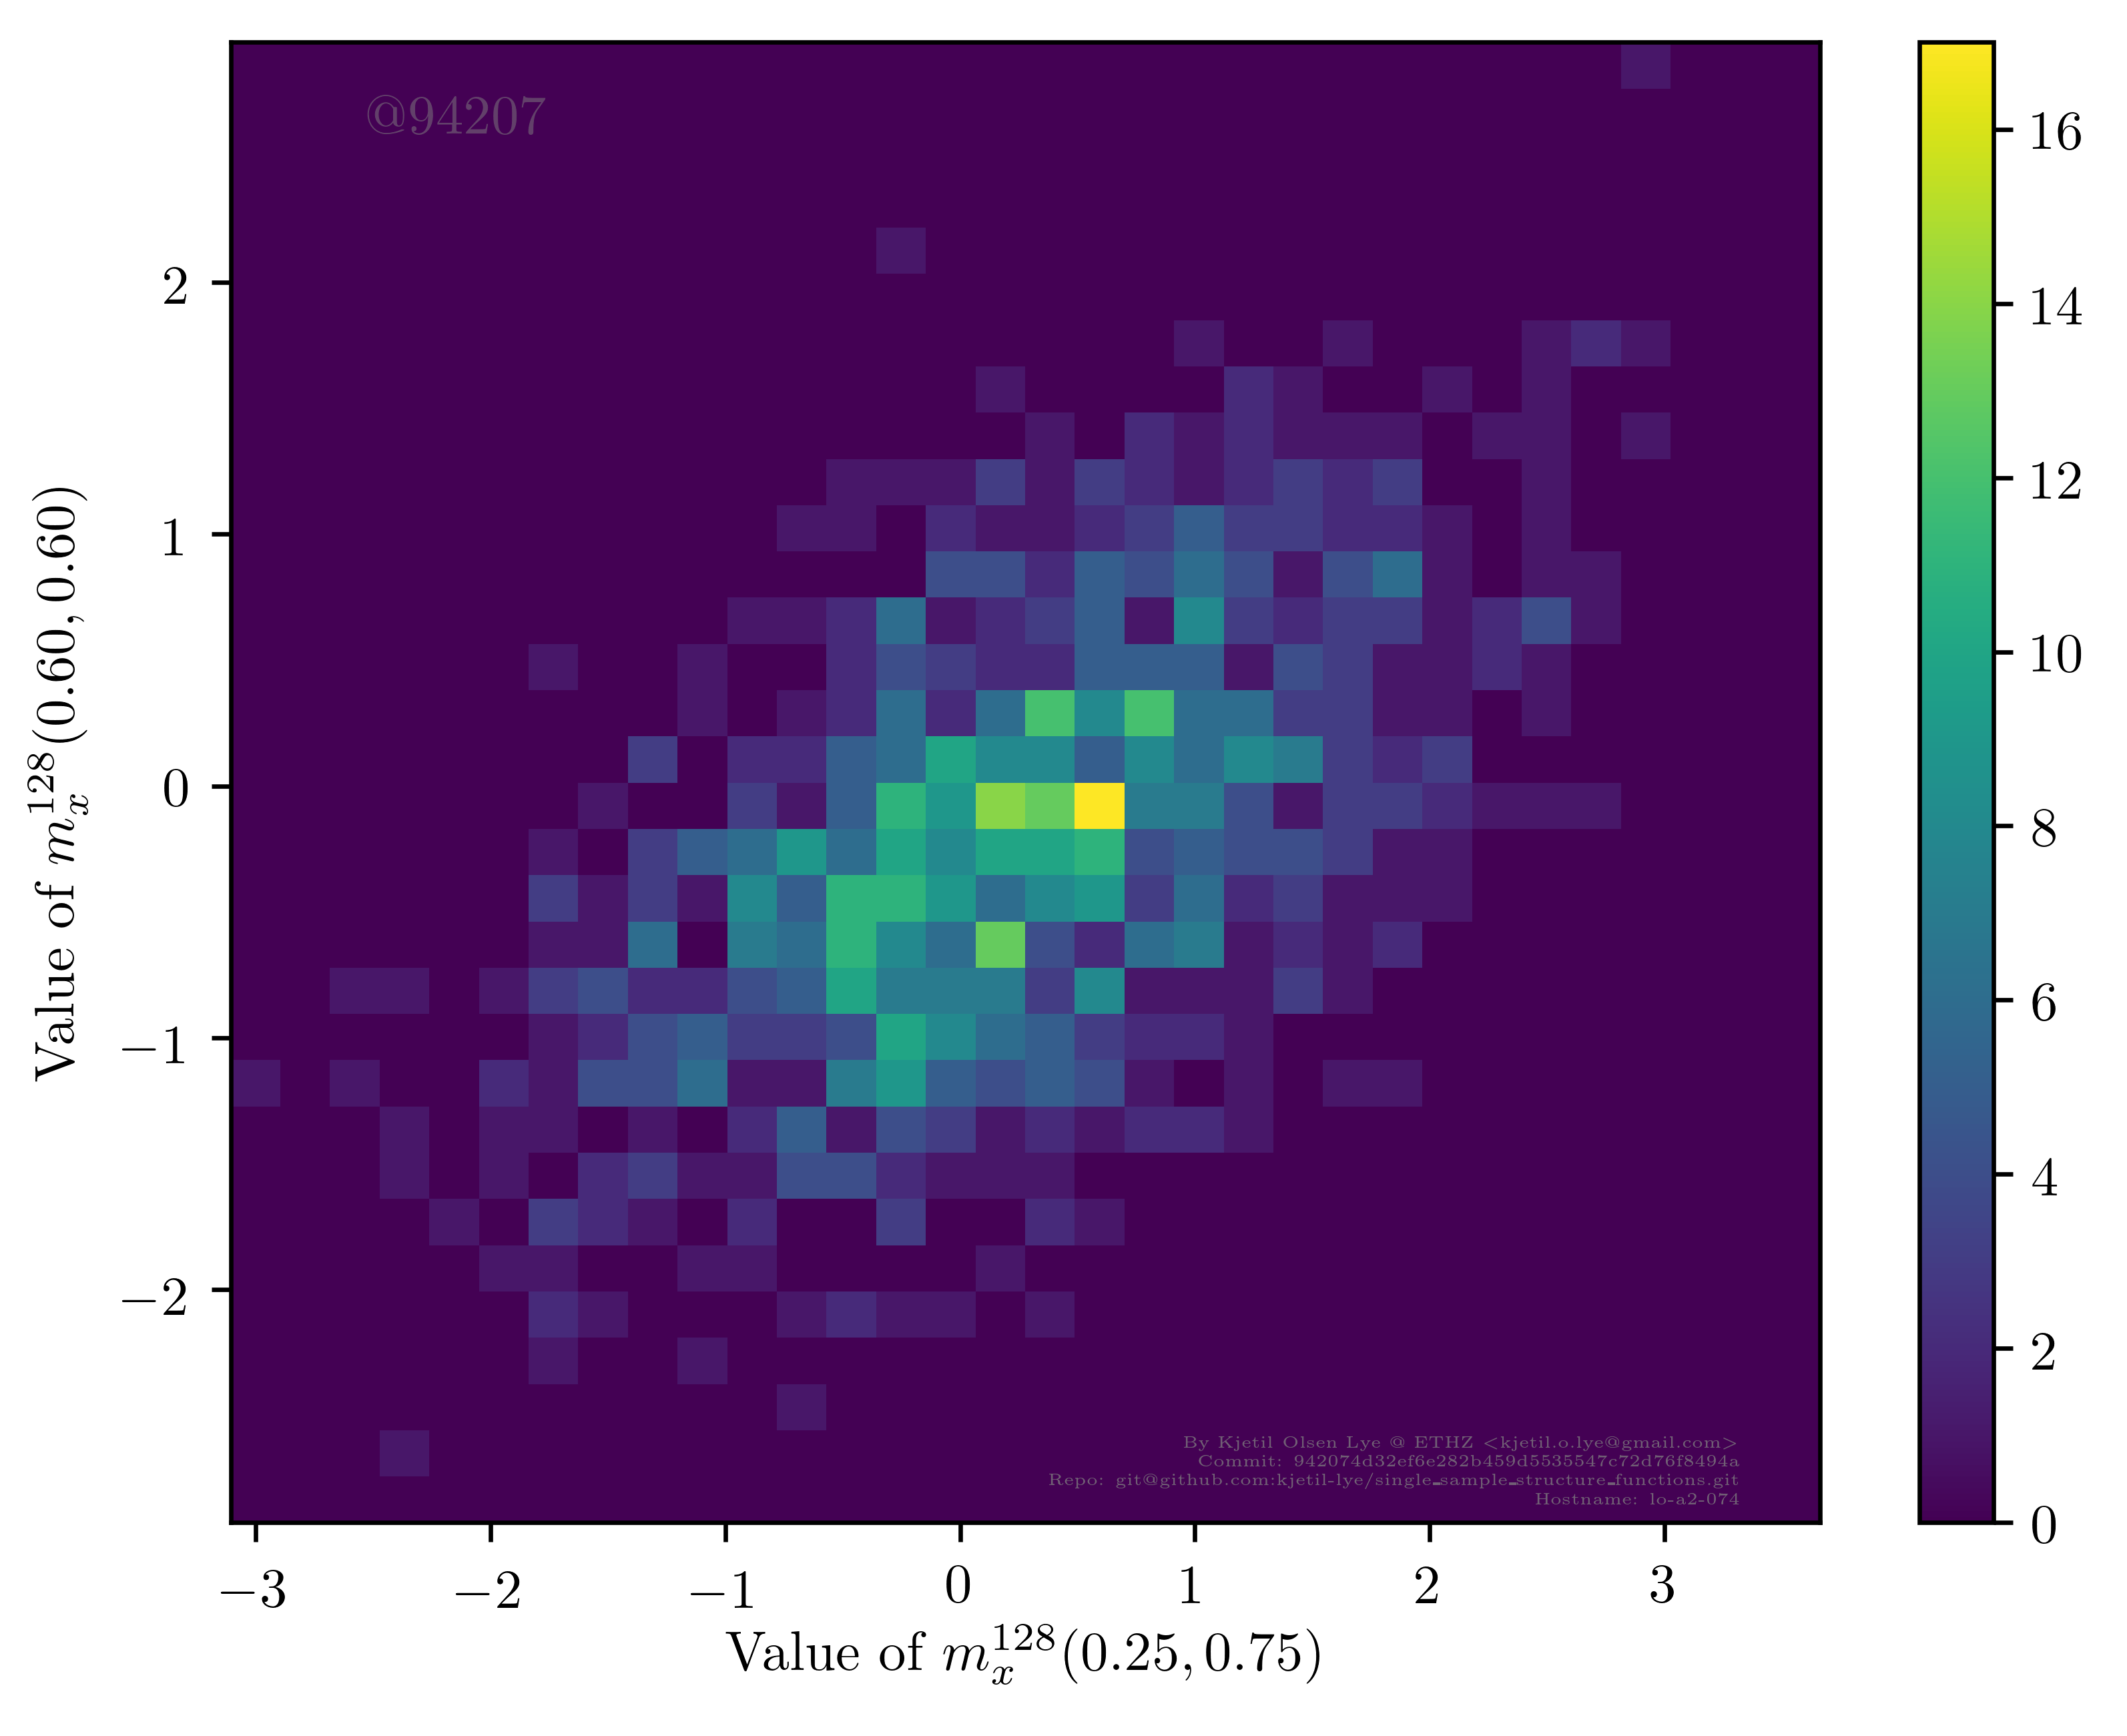 @94207
16
14
12
10
8
6
4
2
0
2
1
0
−1
−2
Value of m_x^128(0.60, 0.60)
By Kjetil Olsen Lye @ ETHZ <kjetil.o.lye@gmail.com>
Commit: 942074d32ef6e282b459d5535547c72d76f8494a
Repo: git@github.com:kjetil-lye/single_sample_structure_functions.git
Hostname: lo-a2-074
−3 −2 −1 0 1 2 3
Value of m_x^128(0.25, 0.75)